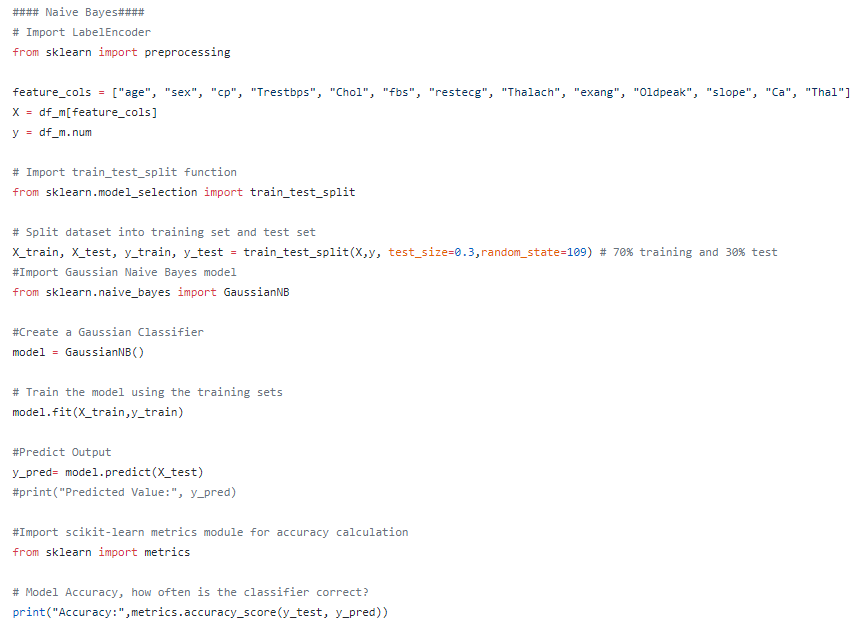 #### Naive Bayes####
# Import LabelEncoder
from sklearn import preprocessing
feature_cols = ["age", "sex", "cp", "Trestbps", "Chol", "fbs", "restecg", "Thalach", "exang", "Oldpeak", "slope", "Ca", "Thal"]
X = df_m[feature_cols]
y = df_m.num
# Import train_test_split function
from sklearn.model_selection import train_test_split
# Split dataset into training set and test set
X_train, X_test, y_train, y_test = train_test_split(X,y, test_size=0.3,random_state=109) # 70% training and 30% test
#Import Gaussian Naive Bayes model
from sklearn.naive_bayes import GaussianNB
#Create a Gaussian Classifier
model = GaussianNB()
# Train the model using the training sets
model.fit(X_train,y_train)
#Predict Output
y_pred= model.predict(X_test)
#print("Predicted Value:", y_pred)
#Import scikit-learn metrics module for accuracy calculation
from sklearn import metrics
# Model Accuracy, how often is the classifier correct?
print("Accuracy:",metrics.accuracy_score(y_test, y_pred))